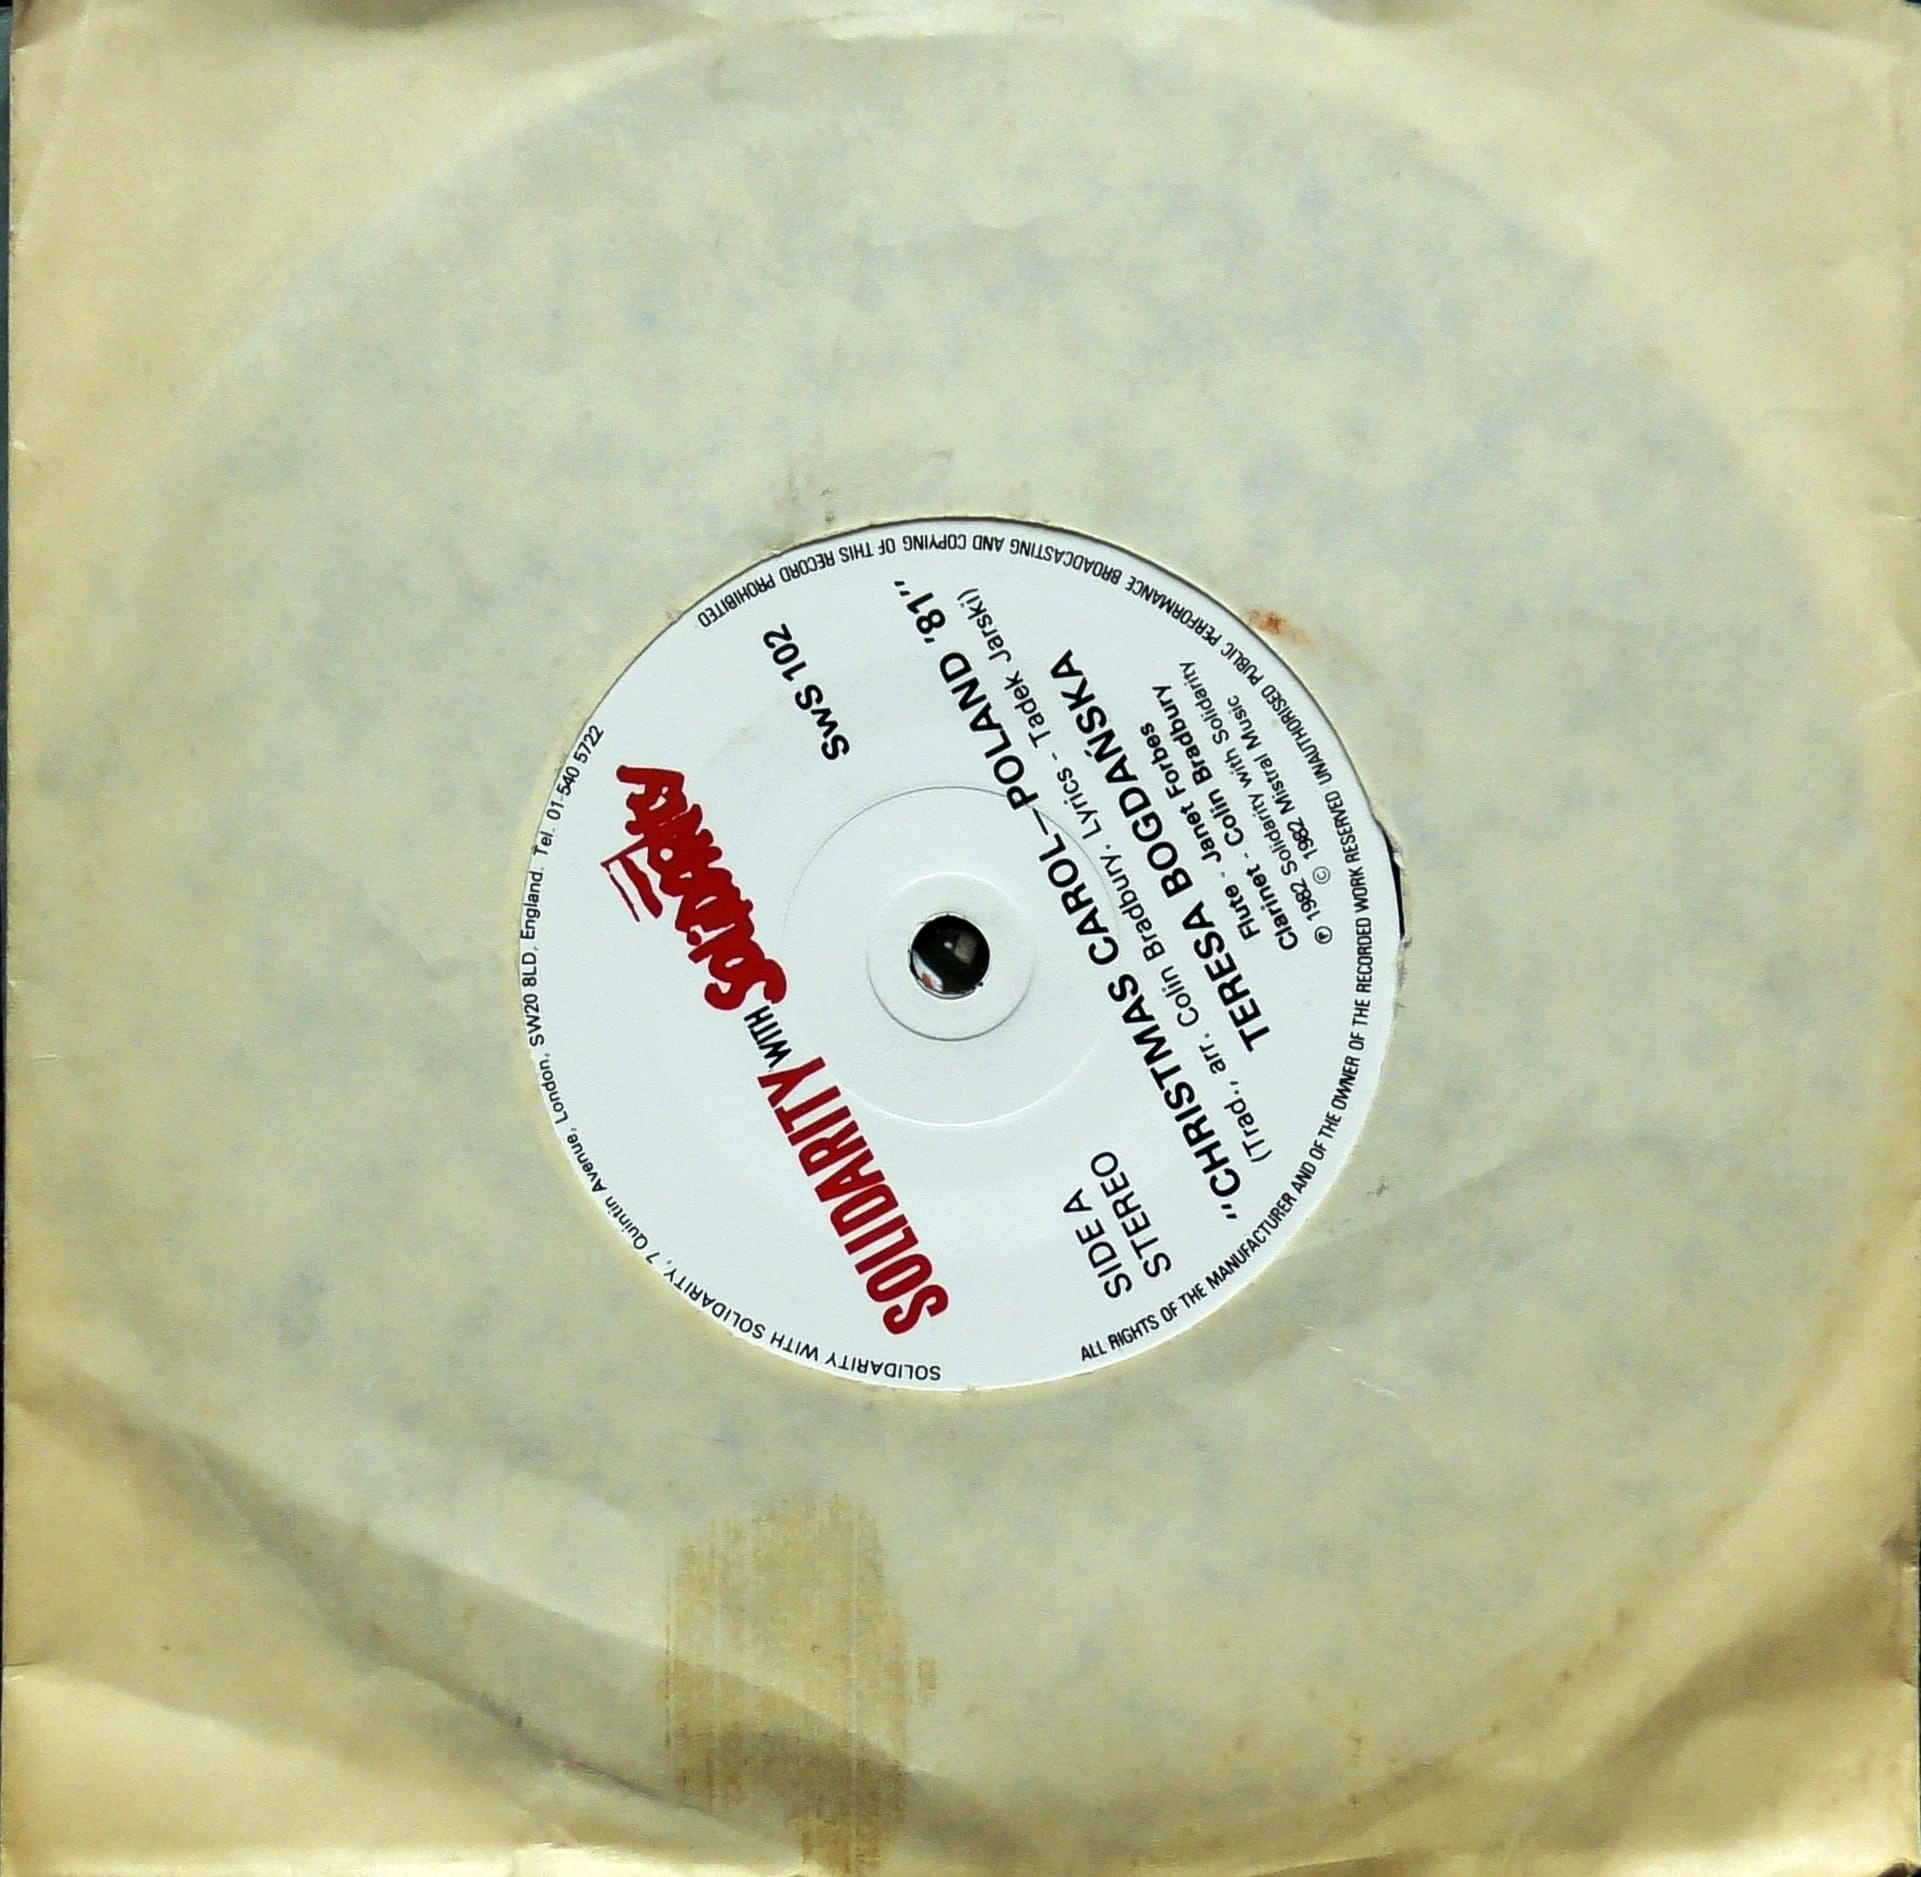 SOLIDARITY WITH SOLIDARITY, 7 Quintin Avenue, London, SW20 8LD, England. Tel. 01-540 5722
SOLIDARITY WITH Solidarity
SwS 102
SIDE A
STEREO
"CHRISTMAS CAROL—POLAND '81"
(Trad., arr. Colin Bradbury. Lyrics - Tadek Jarski)
TERESA BOGDAŃSKA
Flute - Janet Forbes
Clarinet - Colin Bradbury
℗ 1982 Solidarity with Solidarity
© 1982 Mistral Music
ALL RIGHTS OF THE MANUFACTURER AND OF THE OWNER OF THE RECORDED WORK RESERVED UNAUTHORISED PUBLIC PERFORMANCE BROADCASTING AND COPYING OF THIS RECORD PROHIBITED